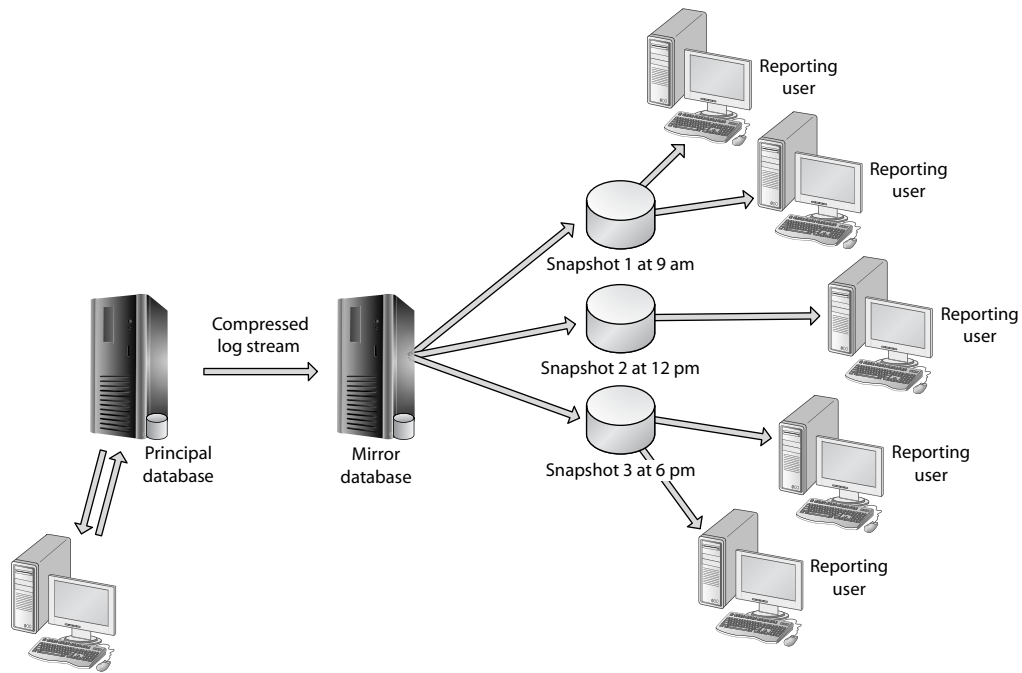 Reporting
user
Reporting
user
Snapshot 1 at 9 am
Compressed
log stream
Reporting
user
Snapshot 2 at 12 pm
Principal
database
Mirror
database
Snapshot 3 at 6 pm
Reporting
user
Reporting
user